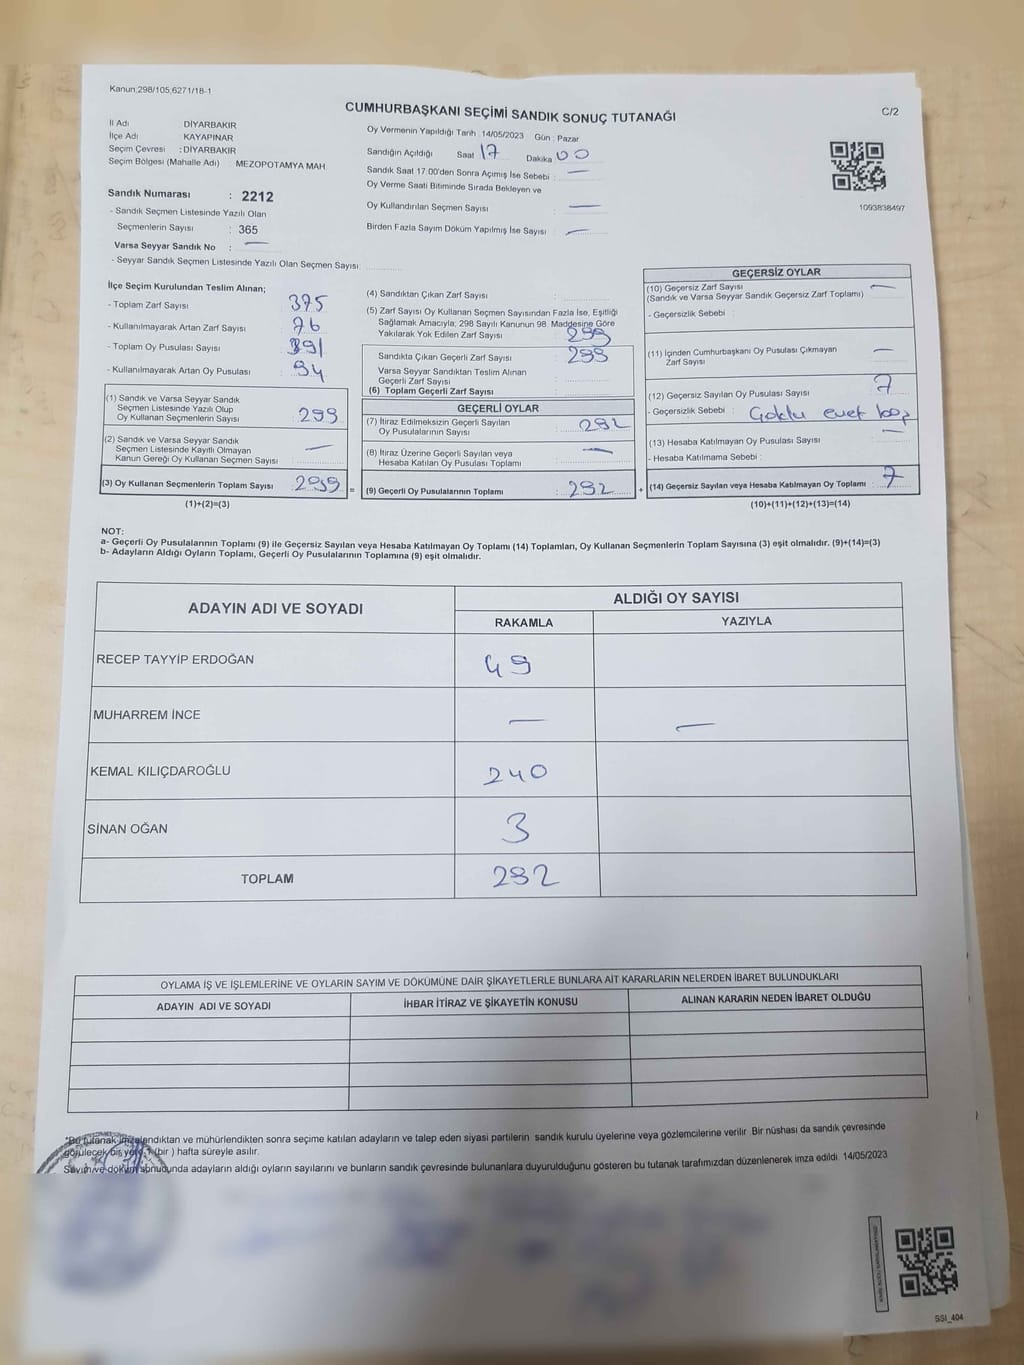 Kanun,298/105,6271/18-1
CUMHURBAŞKANI SEÇİMİ SANDIK SONUÇ TUTANAĞI
C/2
İl Adı DİYARBAKIR
İlçe Adı KAYAPINAR
Seçim Çevresi : DİYARBAKIR
Seçim Bölgesi (Mahalle Adı) : MEZOPOTAMYA MAH.
Sandık Numarası : 2212
- Sandık Seçmen Listesinde Yazılı Olan
Seçmenlerin Sayısı : 365
Varsa Seyyar Sandık No : —
- Seyyar Sandık Seçmen Listesinde Yazılı Olan Seçmen Sayısı:
Oy Vermenin Yapıldığı Tarih : 14/05/2023 Gün : Pazar
Sandığın Açıldığı Saat 17 Dakika 00
Sandık Saat 17.00'den Sonra Açımış İse Sebebi : —
Oy Verme Saati Bitiminde Sırada Bekleyen ve
Oy Kullandırılan Seçmen Sayısı : —
Birden Fazla Sayım Döküm Yapılmış İse Sayısı : —
1093838497
İlçe Seçim Kurulundan Teslim Alınan;
- Toplam Zarf Sayısı : 375
- Kullanılmayarak Artan Zarf Sayısı : 76
- Toplam Oy Pusulası Sayısı : 391
- Kullanılmayarak Artan Oy Pusulası : 94
(1) Sandık ve Varsa Seyyar Sandık
Seçmen Listesinde Yazılı Olup
Oy Kullanan Seçmenlerin Sayısı : 299
(2) Sandık ve Varsa Seyyar Sandık
Seçmen Listesinde Kayıtlı Olmayan
Kanun Gereği Oy Kullanan Seçmen Sayısı : —
(3) Oy Kullanan Seçmenlerin Toplam Sayısı : 299 =
(1)+(2)=(3)
(4) Sandıktan Çıkan Zarf Sayısı :
(5) Zarf Sayısı Oy Kullanan Seçmen Sayısından Fazla İse, Eşitliği
Sağlamak Amacıyla; 298 Sayılı Kanunun 98. Maddesine Göre
Yakılarak Yok Edilen Zarf Sayısı : 299
Sandıkta Çıkan Geçerli Zarf Sayısı : 299
Varsa Seyyar Sandıktan Teslim Alınan
Geçerli Zarf Sayısı :
(6) Toplam Geçerli Zarf Sayısı
GEÇERLİ OYLAR
(7) İtiraz Edilmeksizin Geçerli Sayılan
Oy Pusulalarının Sayısı : 292
(8) İtiraz Üzerine Geçerli Sayılan veya
Hesaba Katılan Oy Pusulası Toplamı : —
(9) Geçerli Oy Pusulalarının Toplamı : 292 +
GEÇERSİZ OYLAR
(10) Geçersiz Zarf Sayısı : —
(Sandık ve Varsa Seyyar Sandık Geçersiz Zarf Toplamı)
- Geçersizlik Sebebi :
(11) İçinden Cumhurbaşkanı Oy Pusulası Çıkmayan
Zarf Sayısı : —
(12) Geçersiz Sayılan Oy Pusulası Sayısı : 7
- Geçersizlik Sebebi : evet
(13) Hesaba Katılmayan Oy Pusulası Sayısı : —
- Hesaba Katılmama Sebebi :
(14) Geçersiz Sayılan veya Hesaba Katılmayan Oy Toplamı : 7
(10)+(11)+(12)+(13)=(14)
NOT:
a- Geçerli Oy Pusulalarının Toplamı (9) ile Geçersiz Sayılan veya Hesaba Katılmayan Oy Toplamı (14) Toplamları, Oy Kullanan Seçmenlerin Toplam Sayısına (3) eşit olmalıdır. (9)+(14)=(3)
b- Adayların Aldığı Oyların Toplamı, Geçerli Oy Pusulalarının Toplamına (9) eşit olmalıdır.
ADAYIN ADI VE SOYADI ALDIĞI OY SAYISI
RAKAMLA YAZIYLA
RECEP TAYYİP ERDOĞAN 49
MUHARREM İNCE — —
KEMAL KILIÇDAROĞLU 240
SİNAN OĞAN 3
TOPLAM 292
OYLAMA İŞ VE İŞLEMLERİNE VE OYLARIN SAYIM VE DÖKÜMÜNE DAİR ŞİKAYETLERLE BUNLARA AİT KARARLARIN NELERDEN İBARET BULUNDUKLARI
ADAYIN ADI VE SOYADI İHBAR İTİRAZ VE ŞİKAYETİN KONUSU ALINAN KARARIN NEDEN İBARET OLDUĞU
*Bu tutanak imzalandıktan ve mühürlendikten sonra seçime katılan adayların ve talep eden siyasi partilerin sandık kurulu üyelerine veya gözlemcilerine verilir. Bir nüshası da sandık çevresinde
görülecek bir yere 1 (bir ) hafta süreyle asılır.
Sayım ve döküm sonucunda adayların aldığı oyların sayılarını ve bunların sandık çevresinde bulunanlara duyurulduğunu gösteren bu tutanak tarafımızdan düzenlenerek imza edildi. 14/05/2023
SSI_404